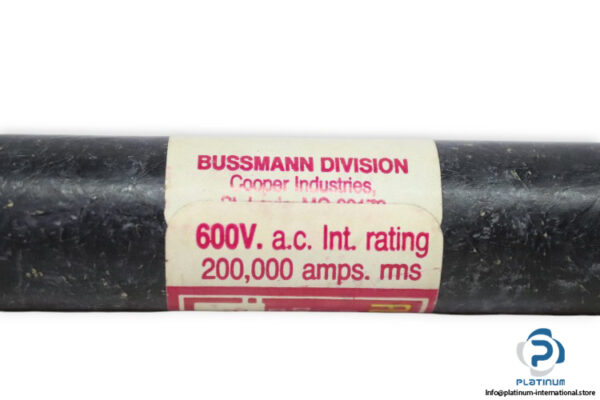 BUSSMANN DIVISION
Cooper Industries,
600V. a.c. Int. rating
200,000 amps. rms
PLATINUM
Info@platinum-international.store